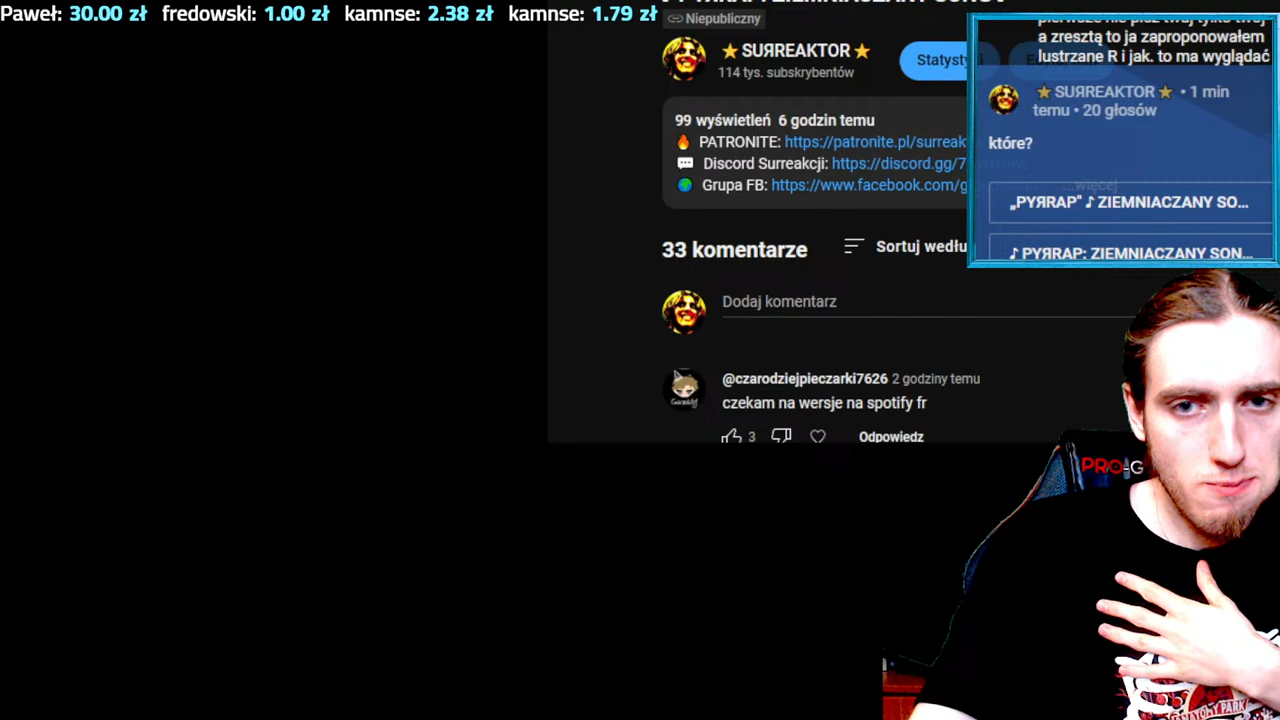 Paweł: 30.00 zł fredowski: 1.00 zł kamnse: 2.38 zł kamnse: 1.79 zł
Niepubliczny
⭐ SUЯREAKTOR ⭐
114 tys. subskrybentów
Statysty
99 wyświetleń 6 godzin temu
🔥 PATRONITE: https://patronite.pl/surreak
💬 Discord Surreakcji: https://discord.gg/7
🌍 Grupa FB: https://www.facebook.com/g
...więcej
33 komentarze
Sortuj wedłu
Dodaj komentarz
@czarodziejpieczarki7626 2 godziny temu
czekam na wersje na spotify fr
3 Odpowiedz
a zresztą to ja zaproponowałem
lustrzane R i jak. to ma wyglądać
⭐ SUЯREAKTOR ⭐ • 1 min
temu • 20 głosów
które?
„PYЯRAP" ♪ ZIEMNIACZANY SO...
♪ PYЯRAP: ZIEMNIACZANY SON...
PRO-G